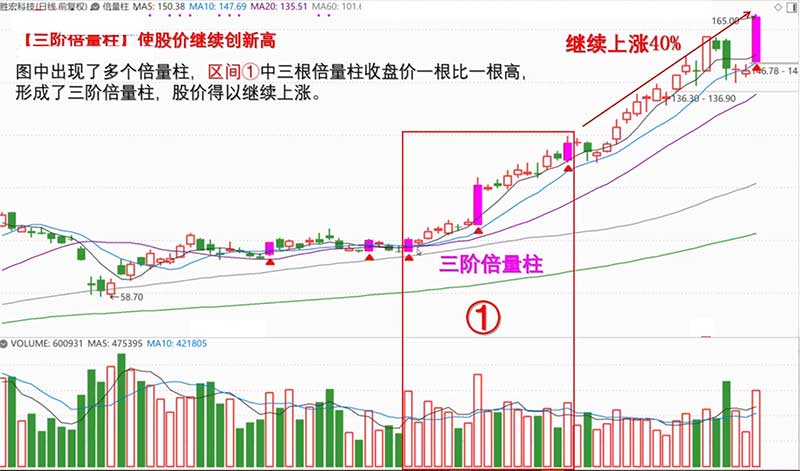 胜宏科技(日线.前复权) 倍量柱 MA5: 150.38 MA10: 147.69 MA20: 135.51 MA60: 101.6
【三阶倍量柱】使股价继续创新高
图中出现了多个倍量柱，区间①中三根倍量柱收盘价一根比一根高，
形成了三阶倍量柱，股价得以继续上涨。
继续上涨40%
165.00
146.78 - 14
136.30 - 136.90
三阶倍量柱
58.70
①
VOLUME: 600931 MA5: 475395 MA10: 421805